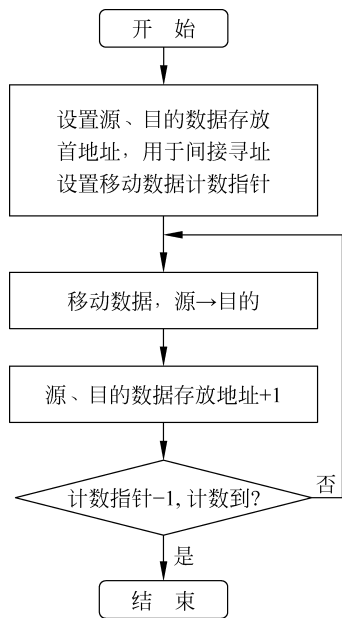 开 始
设置源、目的数据存放
首地址，用于间接寻址
设置移动数据计数指针
移动数据，源→目的
源、目的数据存放地址+1
计数指针−1, 计数到?
否
是
结 束